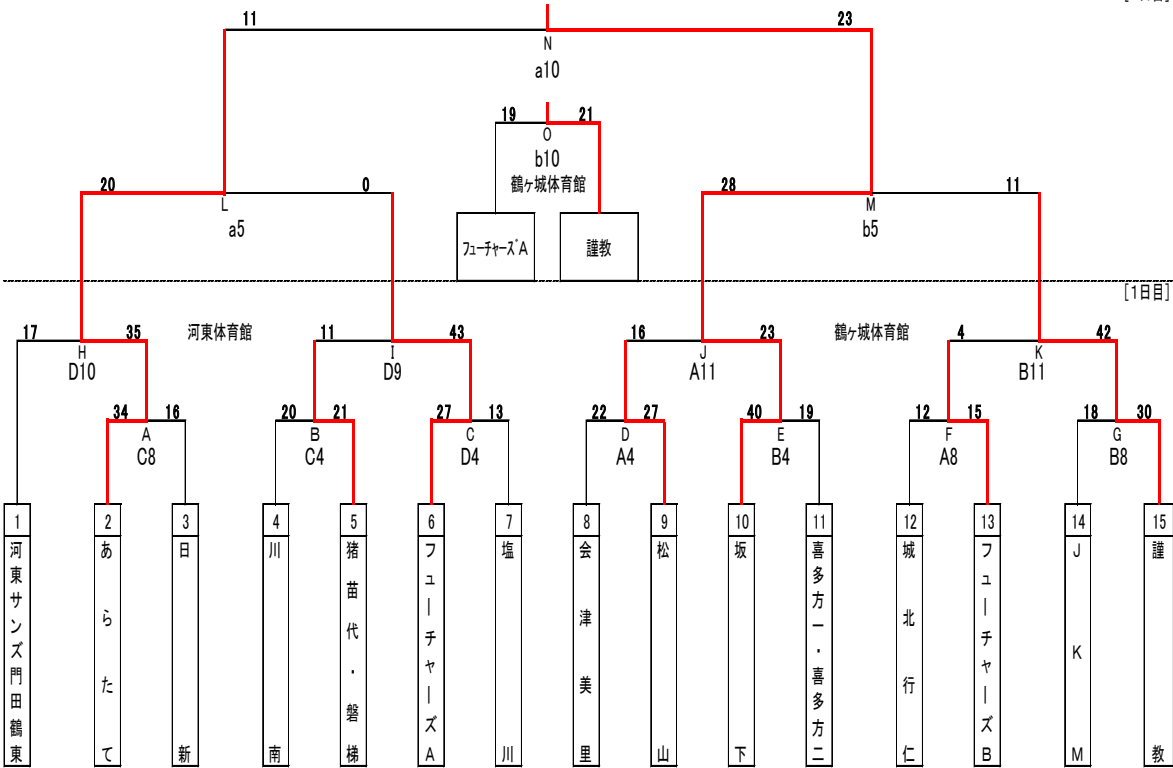 11 23
N
a10
19 21
O
b10
鶴ヶ城体育館
20 0 28 11
L M
a5 b5
フューチャーズA 謹教
[1日目]
17 35 河東体育館 11 43 16 23 鶴ヶ城体育館 4 42
H I J K
D10 D9 A11 B11
34 16 20 21 27 13 22 27 40 19 12 15 18 30
A B C D E F G
C8 C4 D4 A4 B4 A8 B8
1 2 3 4 5 6 7 8 9 10 11 12 13 14 15
河東サンズ門田鶴東
あらたて
日新
川南
猪苗代・磐梯
フューチャーズA
塩川
会津美里
松山
坂下
喜多方一・喜多方二
城北行仁
フューチャーズB
JKM
謹教